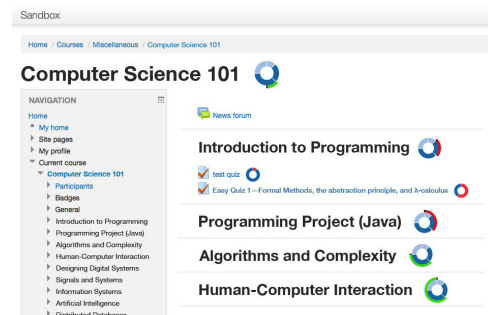 Sandbox
Home / Courses / Miscellaneous / Computer Science 101
Computer Science 101
NAVIGATION
Home
My home
Site pages
My profile
Current course
Computer Science 101
Participants
Badges
General
Introduction to Programming
Programming Project (Java)
Algorithms and Complexity
Human-Computer Interaction
Designing Digital Systems
Signals and Systems
Information Systems
Artificial Intelligence
Distributed Databases
News forum
Introduction to Programming
test quiz
Easy Quiz 1—Formal Methods, the abstraction principle, and λ-calculus
Programming Project (Java)
Algorithms and Complexity
Human-Computer Interaction